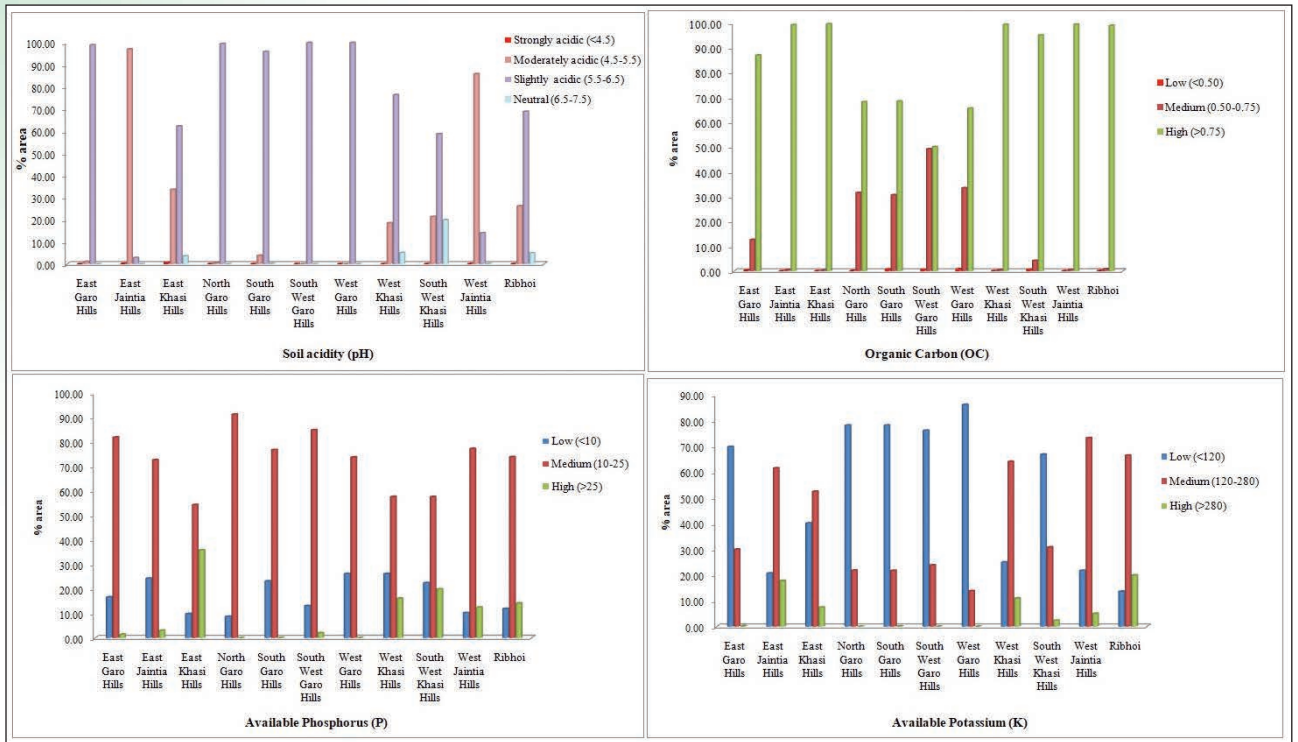 100.00
90.00
80.00
70.00
60.00
50.00
40.00
30.00
20.00
10.00
0.00
% area
Strongly acidic (<4.5)
Moderately acidic (4.5-5.5)
Slightly acidic (5.5-6.5)
Neutral (6.5-7.5)
East Garo Hills
East Jaintia Hills
East Khasi Hills
North Garo Hills
South Garo Hills
South West Garo Hills
West Garo Hills
West Khasi Hills
South West Khasi Hills
West Jaintia Hills
Ribhoi
Soil acidity (pH)
100.00
90.00
80.00
70.00
60.00
50.00
40.00
30.00
20.00
10.00
0.00
% area
Low (<0.50)
Medium (0.50-0.75)
High (>0.75)
East Garo Hills
East Jaintia Hills
East Khasi Hills
North Garo Hills
South Garo Hills
South West Garo Hills
West Garo Hills
West Khasi Hills
South West Khasi Hills
West Jaintia Hills
Ribhoi
Organic Carbon (OC)
100.00
90.00
80.00
70.00
60.00
50.00
40.00
30.00
20.00
10.00
0.00
% area
Low (<10)
Medium (10-25)
High (>25)
East Garo Hills
East Jaintia Hills
East Khasi Hills
North Garo Hills
South Garo Hills
South West Garo Hills
West Garo Hills
West Khasi Hills
South West Khasi Hills
West Jaintia Hills
Ribhoi
Available Phosphorus (P)
90.00
80.00
70.00
60.00
50.00
40.00
30.00
20.00
10.00
0.00
% area
Low (<120)
Medium (120-280)
High (>280)
East Garo Hills
East Jaintia Hills
East Khasi Hills
North Garo Hills
South Garo Hills
South West Garo Hills
West Garo Hills
West Khasi Hills
South West Khasi Hills
West Jaintia Hills
Ribhoi
Available Potassium (K)